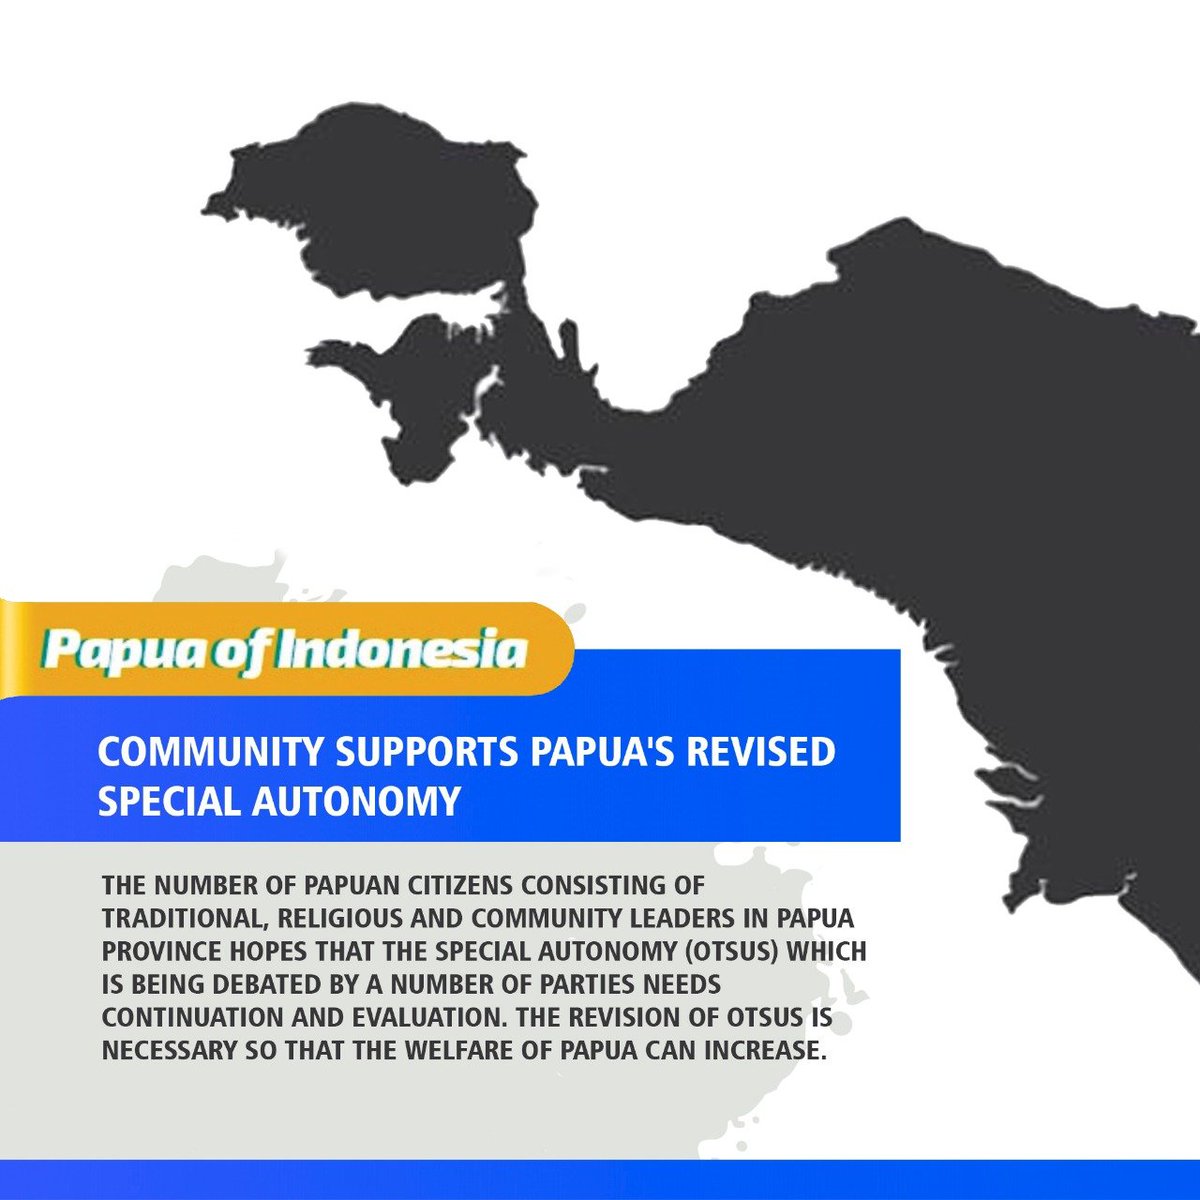 Papua of Indonesia
COMMUNITY SUPPORTS PAPUA'S REVISED
SPECIAL AUTONOMY
THE NUMBER OF PAPUAN CITIZENS CONSISTING OF
TRADITIONAL, RELIGIOUS AND COMMUNITY LEADERS IN PAPUA
PROVINCE HOPES THAT THE SPECIAL AUTONOMY (OTSUS) WHICH
IS BEING DEBATED BY A NUMBER OF PARTIES NEEDS
CONTINUATION AND EVALUATION. THE REVISION OF OTSUS IS
NECESSARY SO THAT THE WELFARE OF PAPUA CAN INCREASE.